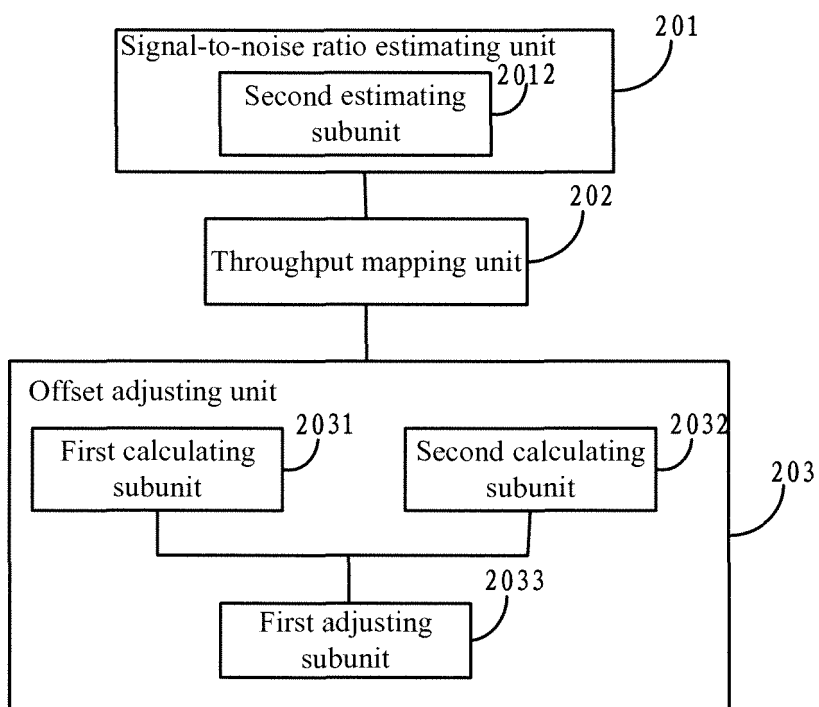 201
Signal-to-noise ratio estimating unit
2012
Second estimating
subunit
202
Throughput mapping unit
Offset adjusting unit
2031
First calculating
subunit
2032
Second calculating
subunit
203
2033
First adjusting
subunit